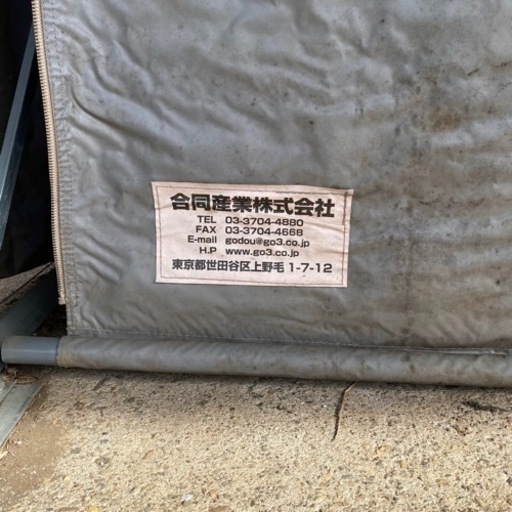 合同産業株式会社
TEL 03-3704-4880
FAX 03-3704-4668
E-mail godou@go3.co.jp
H.P www.go3.co.jp
東京都世田谷区上野毛 1-7-12